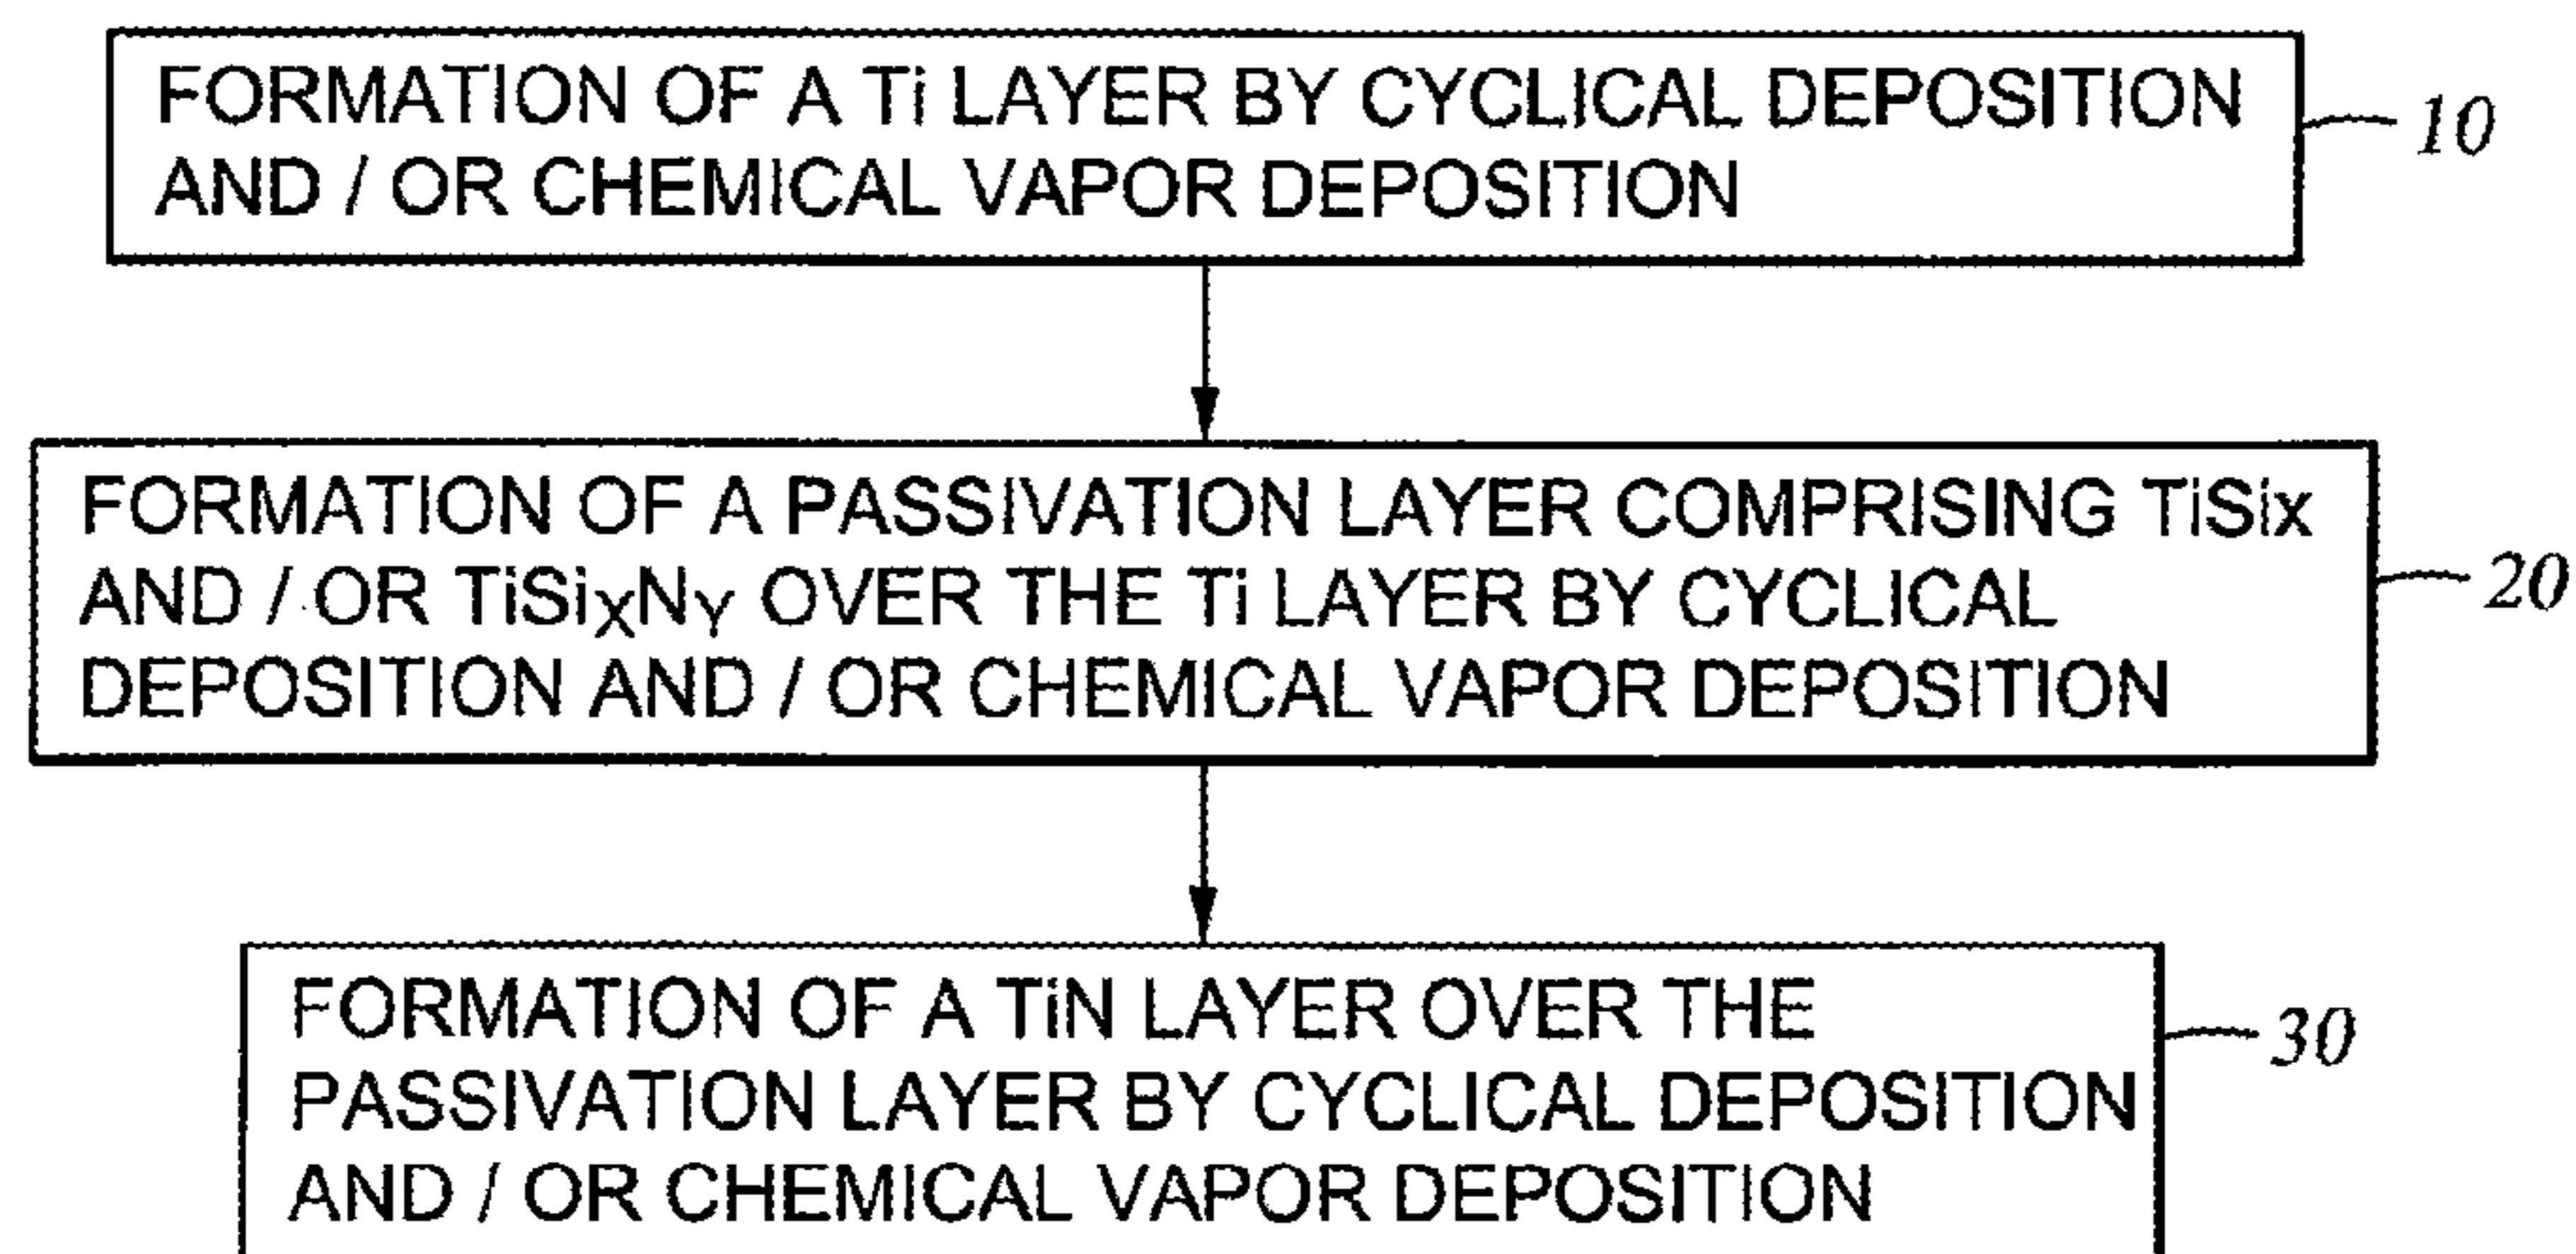 FORMATION OF A Ti LAYER BY CYCLICAL DEPOSITION
AND / OR CHEMICAL VAPOR DEPOSITION
10
FORMATION OF A PASSIVATION LAYER COMPRISING TiSix
AND / OR TiSiXNY OVER THE Ti LAYER BY CYCLICAL
DEPOSITION AND / OR CHEMICAL VAPOR DEPOSITION
20
FORMATION OF A TiN LAYER OVER THE
PASSIVATION LAYER BY CYCLICAL DEPOSITION
AND / OR CHEMICAL VAPOR DEPOSITION
30